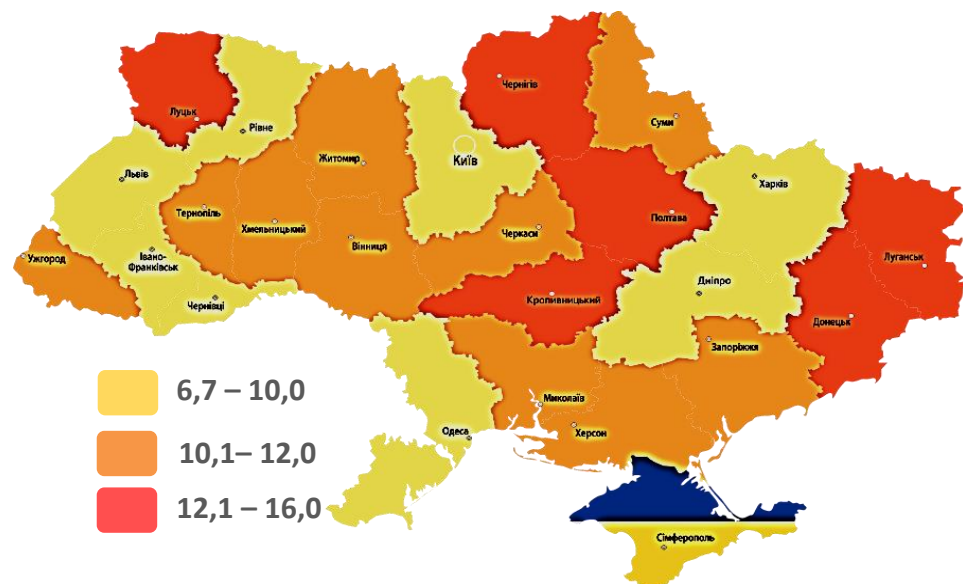 Чернігів
Луцьк
Суми
Рівне
Житомир
Київ
Львів
Харків
Тернопіль
Полтава
Хмельницький
Черкаси
Вінниця
Ужгород
Івано-
Франківськ
Луганськ
Дніпро
Чернівці
Кропивницький
Донецьк
Запоріжжя
6,7 – 10,0
Миколаїв
Херсон
Одеса
10,1– 12,0
12,1 – 16,0
Сімферополь